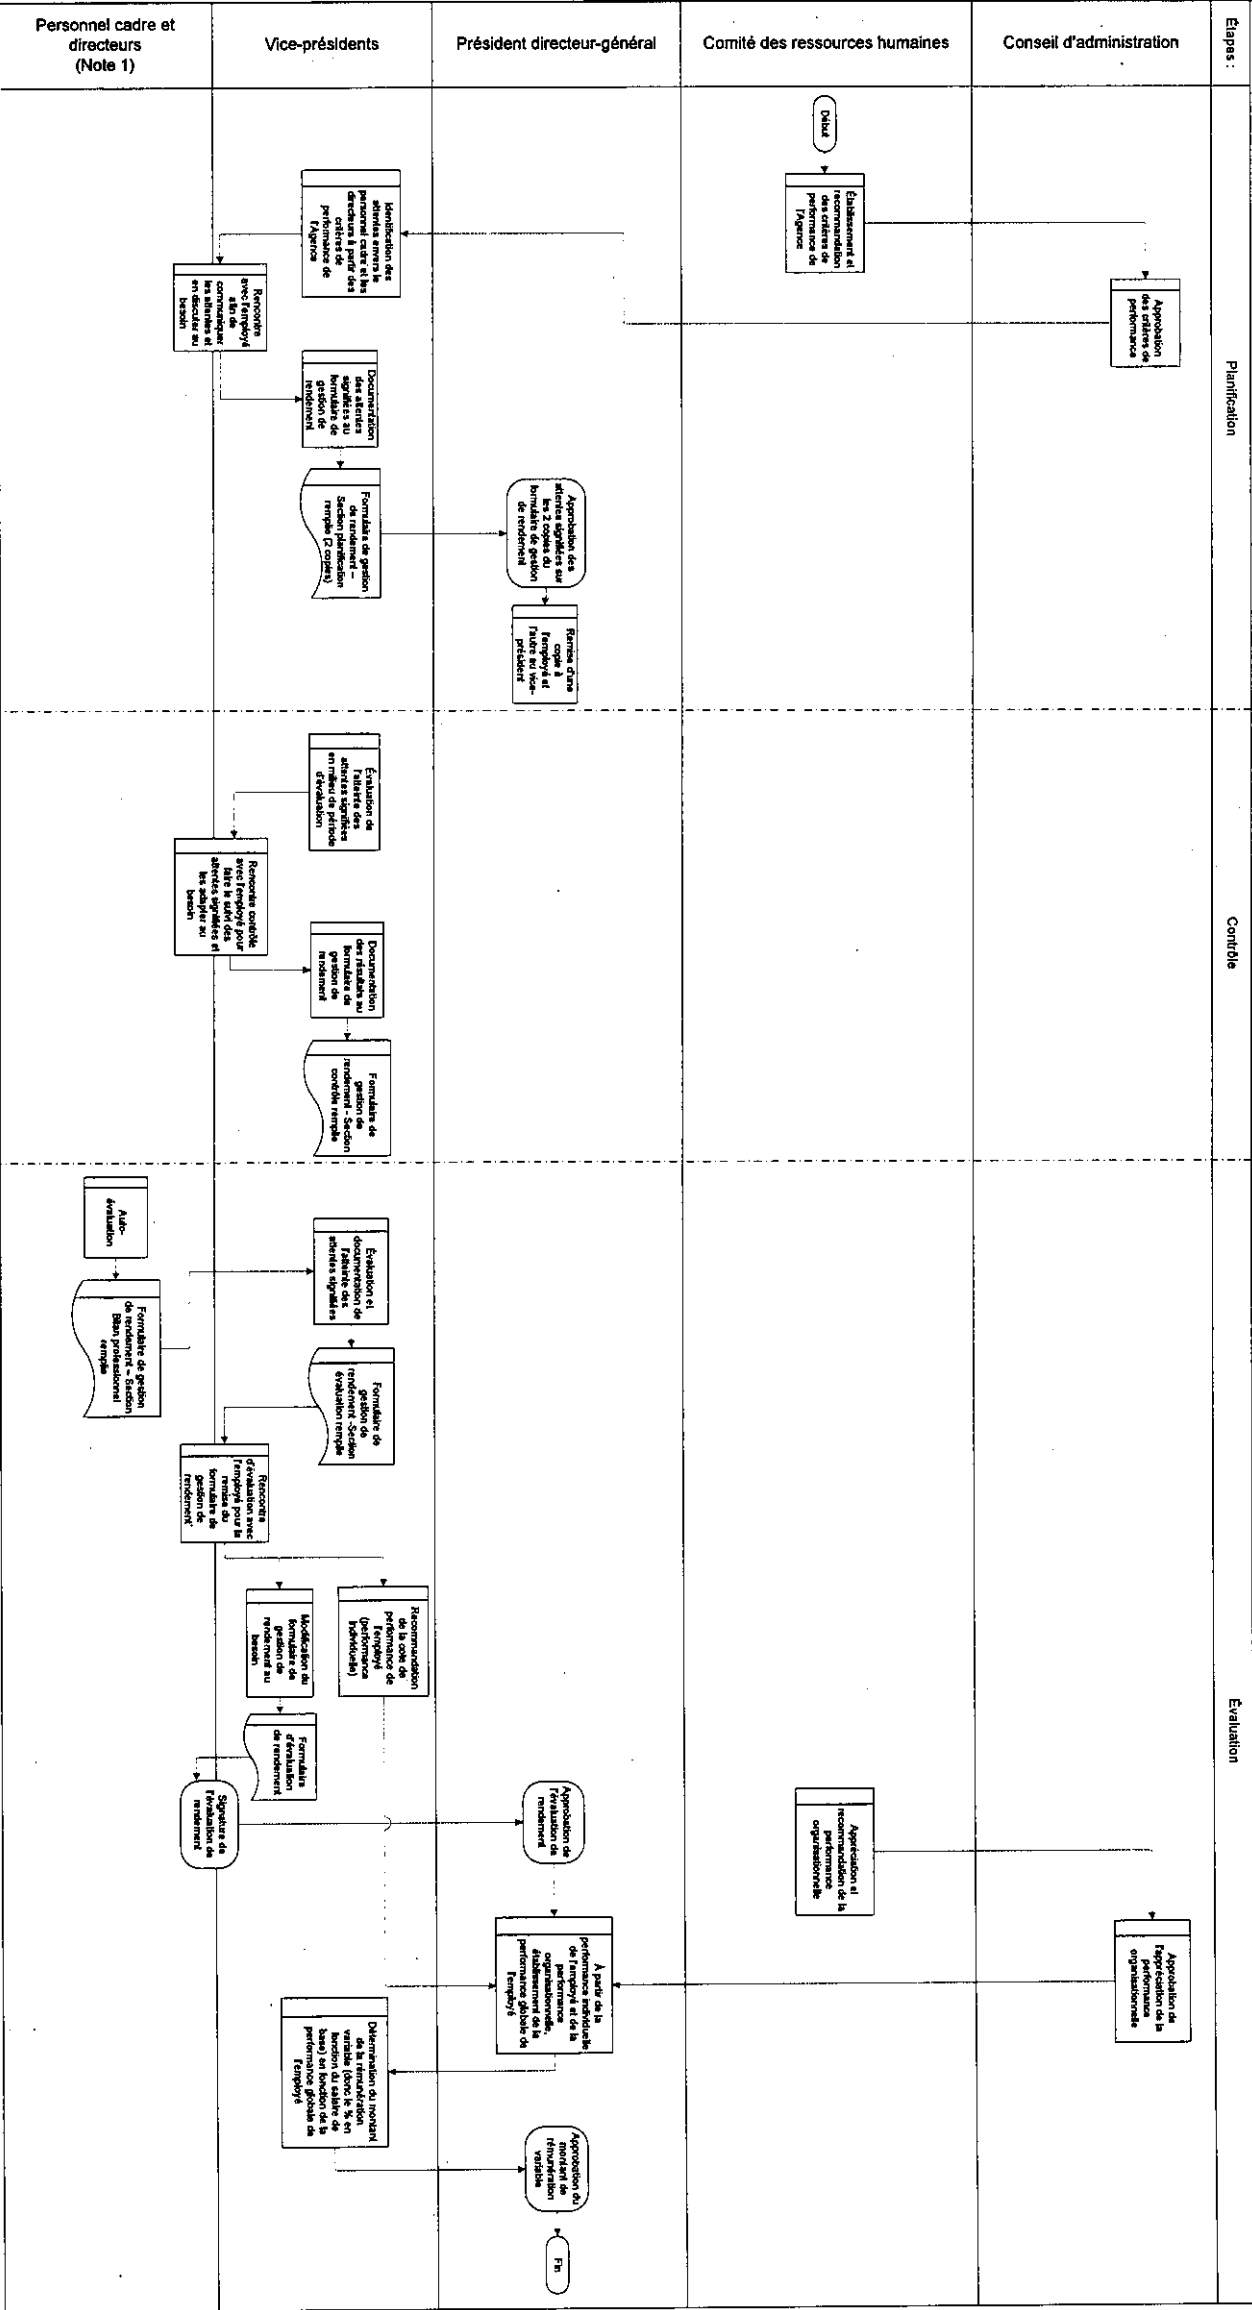 Personnel cadre et
directeurs
(Note 1)
Vice-présidents
Président directeur-général
Comité des ressources humaines
Conseil d'administration
Étapes :
Planification
Début
Établissement et
recommandation
des critères de
performance de
l'Agence
Approbation
des critères de
performance
Identification des
attentes envers le
personnel cadre et les
directeurs à partir des
critères de
performance de
l'Agence
Rencontre
avec l'employé
afin de
communiquer
les attentes et
en discuter au
besoin
Documentation
des attentes
signifiées au
formulaire de
gestion de
rendement
Formulaire de gestion
de rendement –
Section planification
remplie (2 copies)
Approbation des
attentes signifiées sur
les 2 copies du
formulaire de gestion
de rendement
Remise d'une
copie à
l'employé et
l'autre au vice-
président
Contrôle
Évaluation de
l'atteinte des
attentes signifiées
en milieu de période
d'évaluation
Rencontre contrôle
avec l'employé pour
faire le suivi des
attentes signifiées et
les adapter au
besoin
Documentation
des résultats au
formulaire de
gestion de
rendement
Formulaire de
gestion de
rendement - Section
contrôle remplie
Évaluation
Auto-
évaluation
Formulaire de gestion
de rendement – Section
Bilan professionnel
remplie
Évaluation et
documentation de
l'atteinte des
attentes signifiées
Formulaire de
gestion de
rendement -Section
évaluation remplie
Rencontre
d'évaluation avec
l'employé pour la
remise du
formulaire de
gestion de
rendement"
Recommandation
de la cote de
performance de
l'employé
(performance
individuelle)
Modification du
formulaire de
gestion de
rendement au
besoin
Formulaire
d'évaluation
de rendement
Signature de
l'évaluation de
rendement
Approbation de
l'évaluation de
rendement
Appréciation et
recommandation de la
performance
organisationnelle
Approbation de
l'appréciation de la
performance
organisationnelle
À partir de la
performance individuelle
de l'employé et de la
performance
organisationnelle,
établissement de la
performance globale de
l'employé
Détermination du montant
de la rémunération
variable (donc le % en
fonction du salaire de
base) en fonction de la
performance globale de
l'employé
Approbation du
montant de
rémunération
variable
Fin